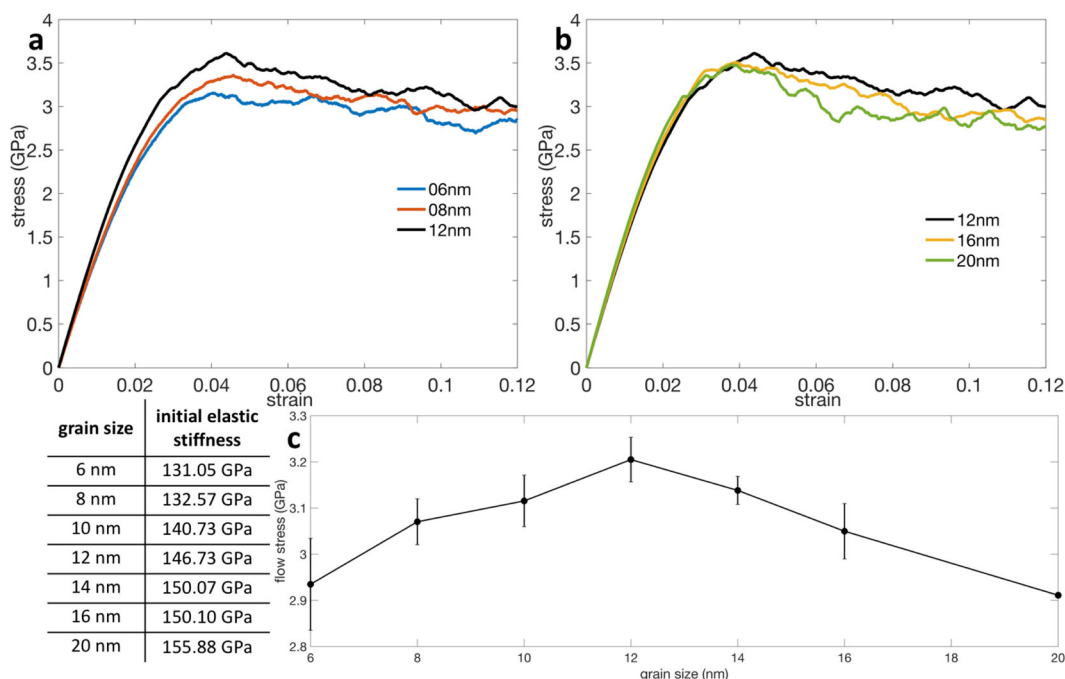 a
4
3.5
3
2.5
2
1.5
1
0.5
0
stress (GPa)
06nm
08nm
12nm
0 0.02 0.04 0.06 0.08 0.1 0.12
strain
b
4
3.5
3
2.5
2
1.5
1
0.5
0
stress (GPa)
12nm
16nm
20nm
0 0.02 0.04 0.06 0.08 0.1 0.12
strain
grain size initial elastic
stiffness
6 nm 131.05 GPa
8 nm 132.57 GPa
10 nm 140.73 GPa
12 nm 146.73 GPa
14 nm 150.07 GPa
16 nm 150.10 GPa
20 nm 155.88 GPa
c
3.3
3.2
3.1
3
2.9
2.8
flow stress (GPa)
6 8 10 12 14 16 18 20
grain size (nm)